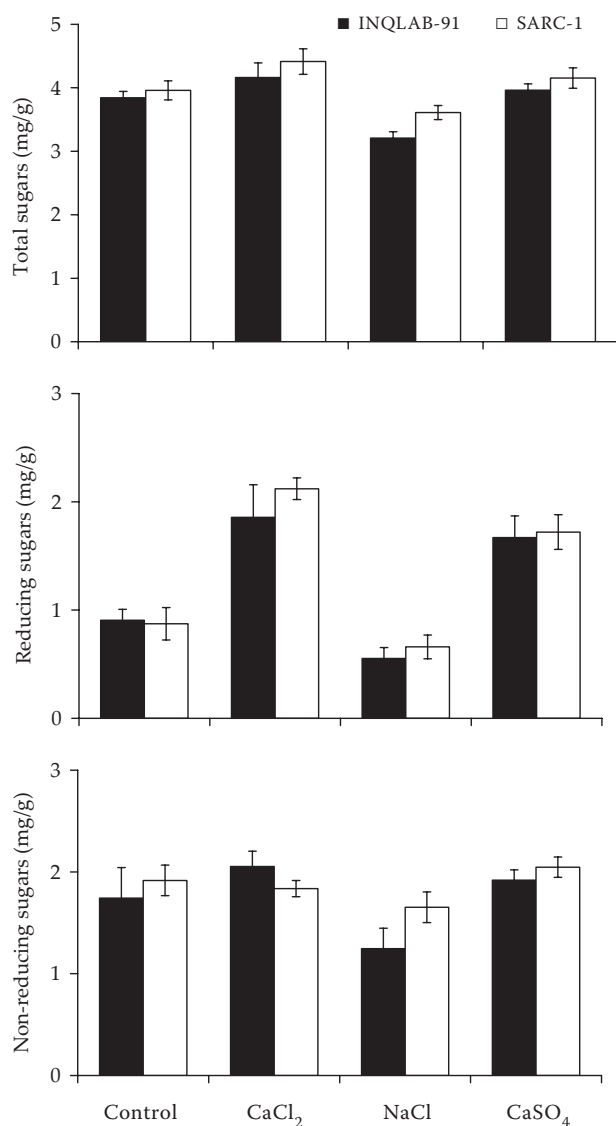 INQLAB-91 SARC-1
Total sugars (mg/g)
5
4
3
2
1
0
Reducing sugars (mg/g)
3
2
1
0
Non-reducing sugars (mg/g)
3
2
1
0
Control CaCl₂ NaCl CaSO₄